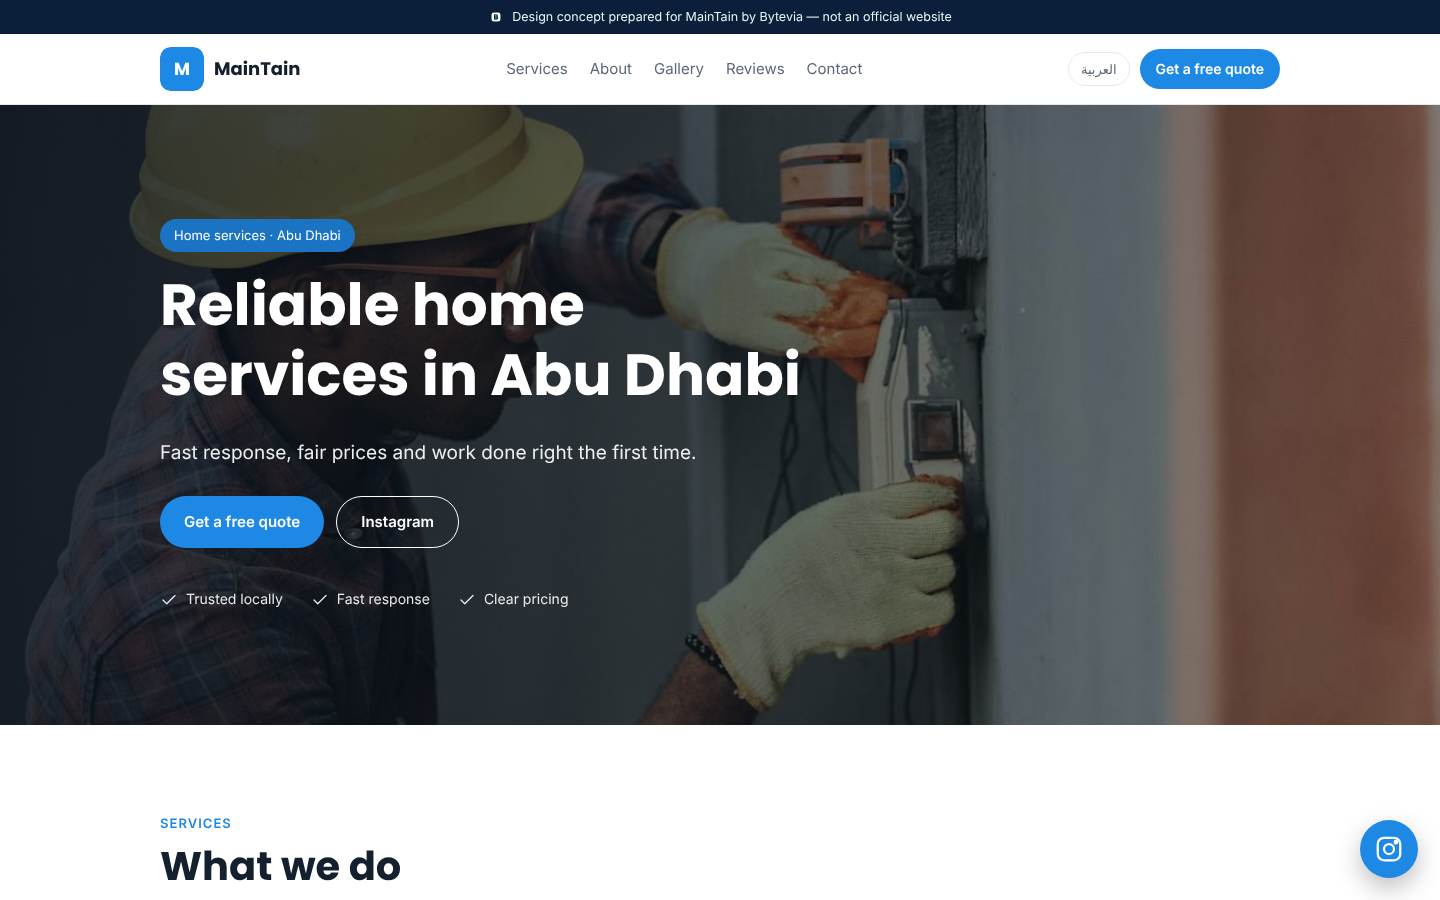 Design concept prepared for MainTain by Bytevia — not an official website
M MainTain
Services About Gallery Reviews Contact
العربية
Get a free quote
Home services · Abu Dhabi
Reliable home
services in Abu Dhabi
Fast response, fair prices and work done right the first time.
Get a free quote Instagram
Trusted locally Fast response Clear pricing
SERVICES
What we do